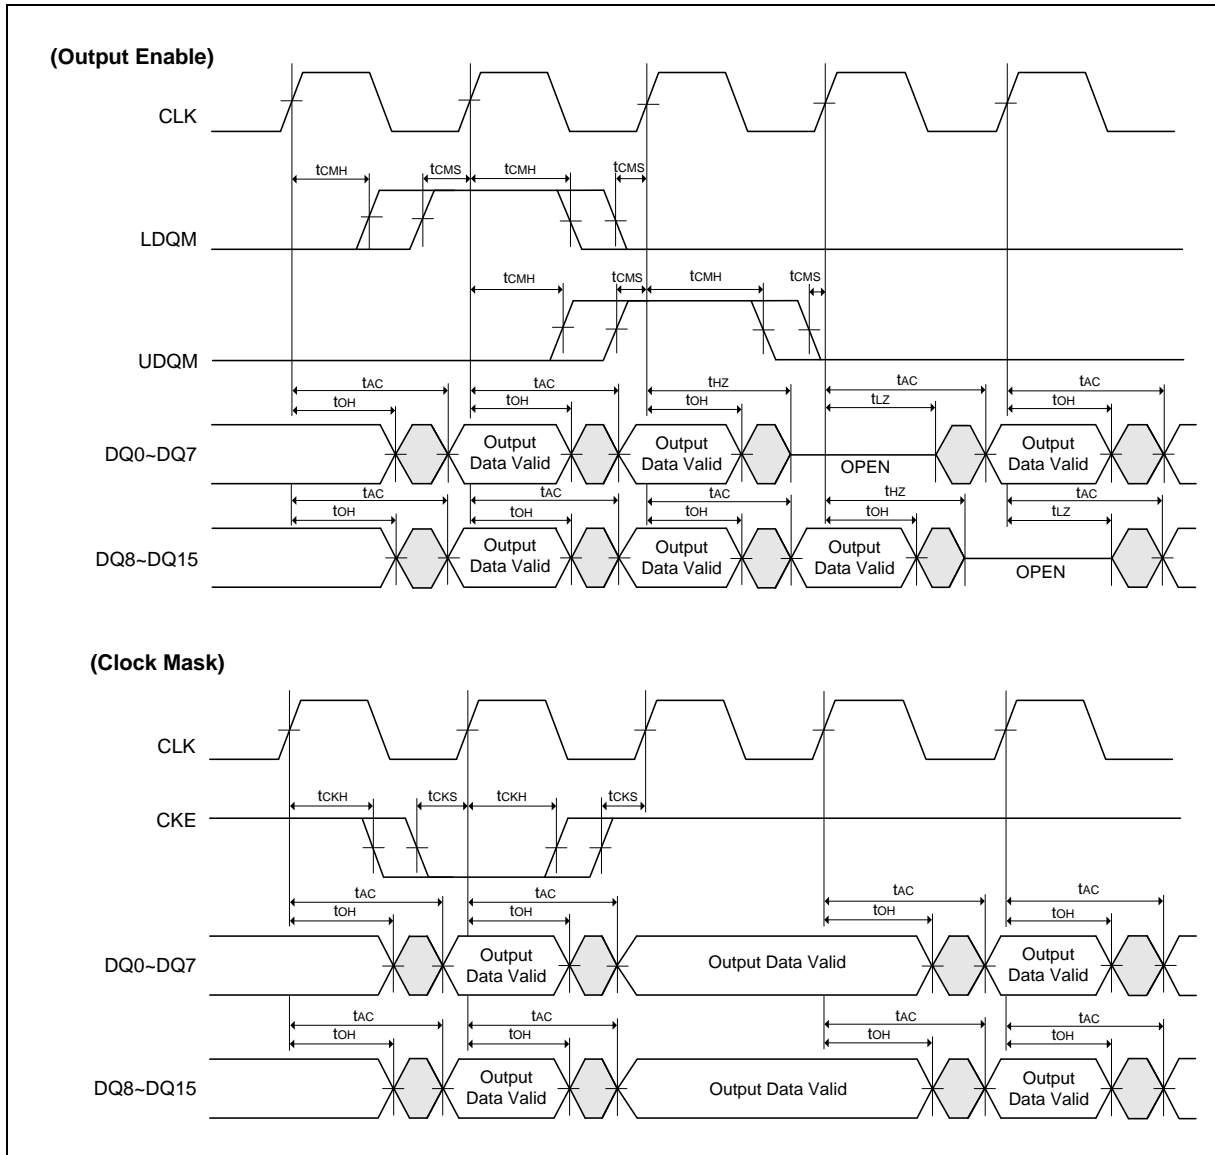 (Output Enable)
CLK
tCMH tCMS tCMH tCMS
LDQM
tCMH tCMS tCMH tCMS
UDQM
tAC tAC tHZ tAC tAC
tOH tOH tOH tLZ tOH
DQ0~DQ7
Output Data Valid
Output Data Valid
OPEN
Output Data Valid
tAC tAC tAC tHZ tAC
tOH tOH tOH tOH tLZ
DQ8~DQ15
Output Data Valid
Output Data Valid
Output Data Valid
OPEN
(Clock Mask)
CLK
tCKH tCKS tCKH tCKS
CKE
tAC tAC tAC tAC
tOH tOH tOH tOH
DQ0~DQ7
Output Data Valid
Output Data Valid
Output Data Valid
tAC tAC tAC tAC
tOH tOH tOH tOH
DQ8~DQ15
Output Data Valid
Output Data Valid
Output Data Valid